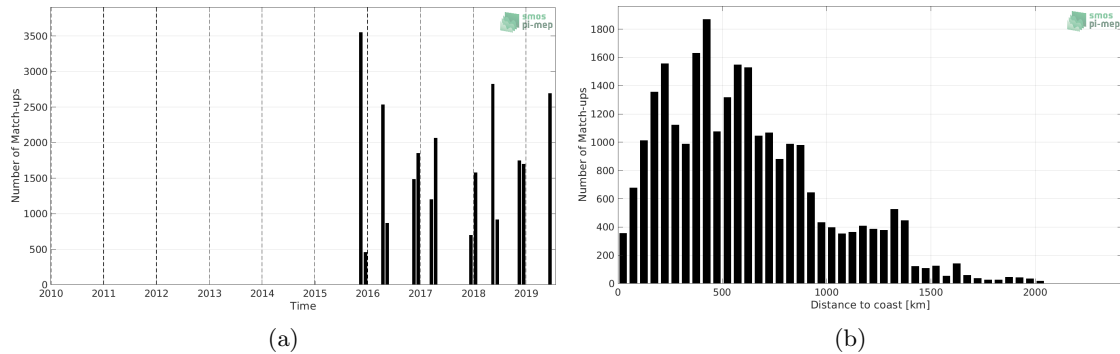 smos
pi-mep
Number of Match-ups
3500
3000
2500
2000
1500
1000
500
0
2010 2011 2012 2013 2014 2015 2016 2017 2018 2019
Time
(a)
smos
pi-mep
Number of Match-ups
1800
1600
1400
1200
1000
800
600
400
200
0
0 500 1000 1500 2000
Distance to coast [km]
(b)